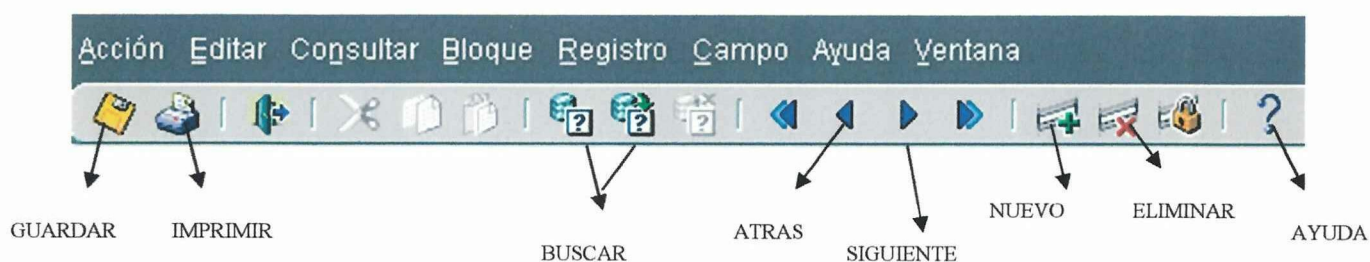 Acción Editar Consultar Bloque Registro Campo Ayuda Ventana
? ? ? ?
GUARDAR IMPRIMIR BUSCAR ATRAS SIGUIENTE NUEVO ELIMINAR AYUDA